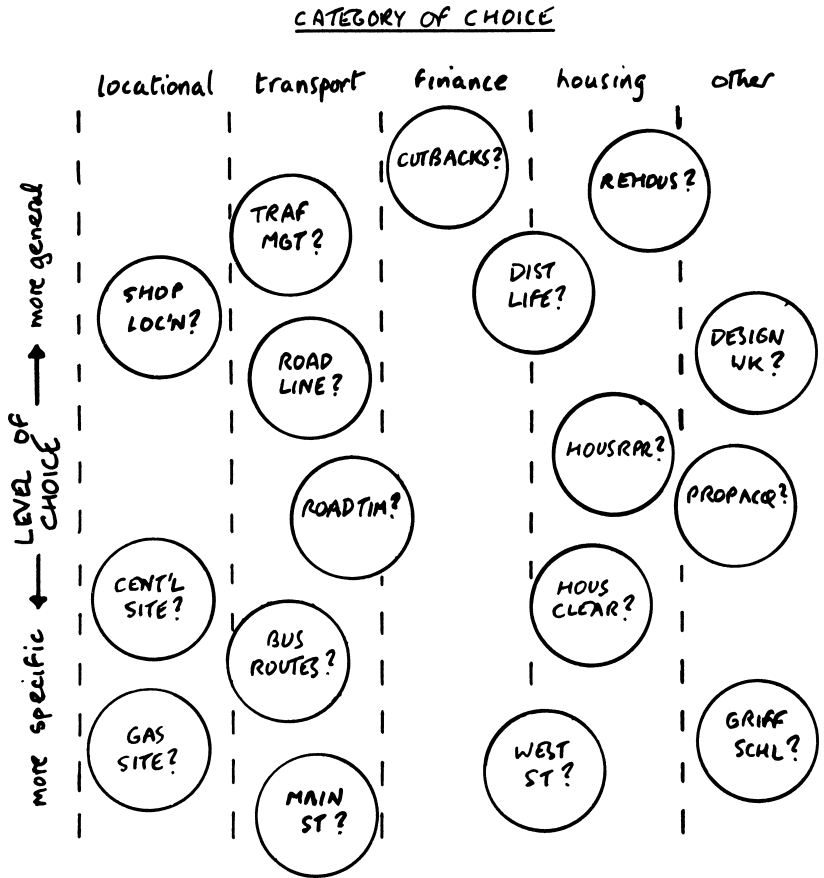 CATEGORY OF CHOICE
locational
transport
finance
housing
other
CUTBACKS?
REHOUS?
TRAF
MGT?
DIST
LIFE?
SHOP
LOC'N?
DESIGN
WK?
ROAD
LINE?
HOUSRPR?
PROPACQ?
ROADTIM?
CENT'L
SITE?
HOUS
CLEAR?
BUS
ROUTES?
GAS
SITE?
GRIFF
SCHL?
WEST
ST?
MAIN
ST?
more general
LEVEL OF
CHOICE
more specific